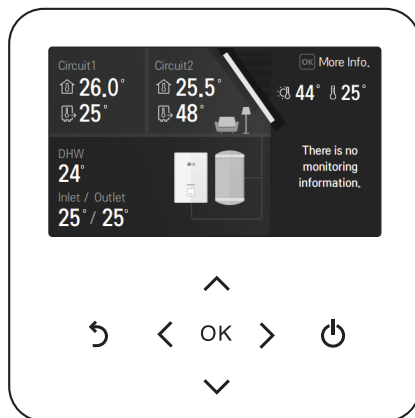 Circuit1
26.0°
25°
Circuit2
25.5°
48°
OK More Info.
44° 25°
There is no
monitoring
information.
DHW
24°
Inlet / Outlet
25° / 25°
OK